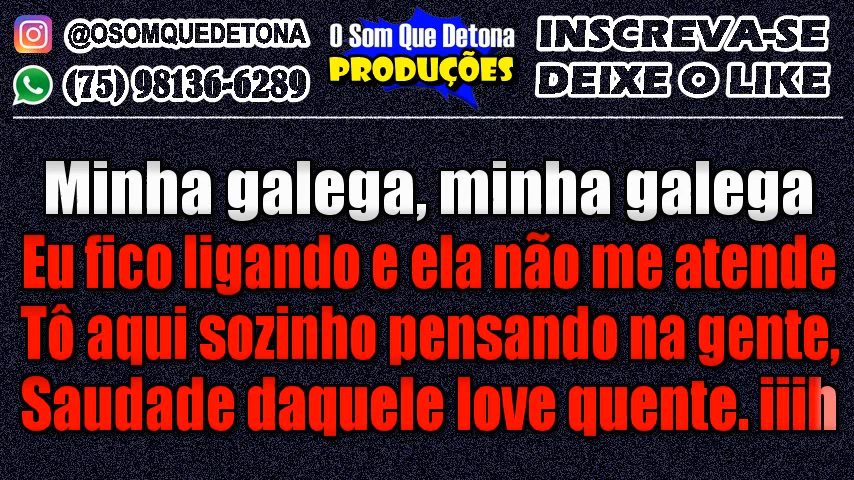 @OSOMQUEDETONA
(75) 98136-6289
O Som Que Detona
PRODUÇÕES
INSCREVA-SE
DEIXE O LIKE
Minha galega, minha galega
Eu fico ligando e ela não me atende
Tô aqui sozinho pensando na gente,
Saudade daquele love quente. iiih